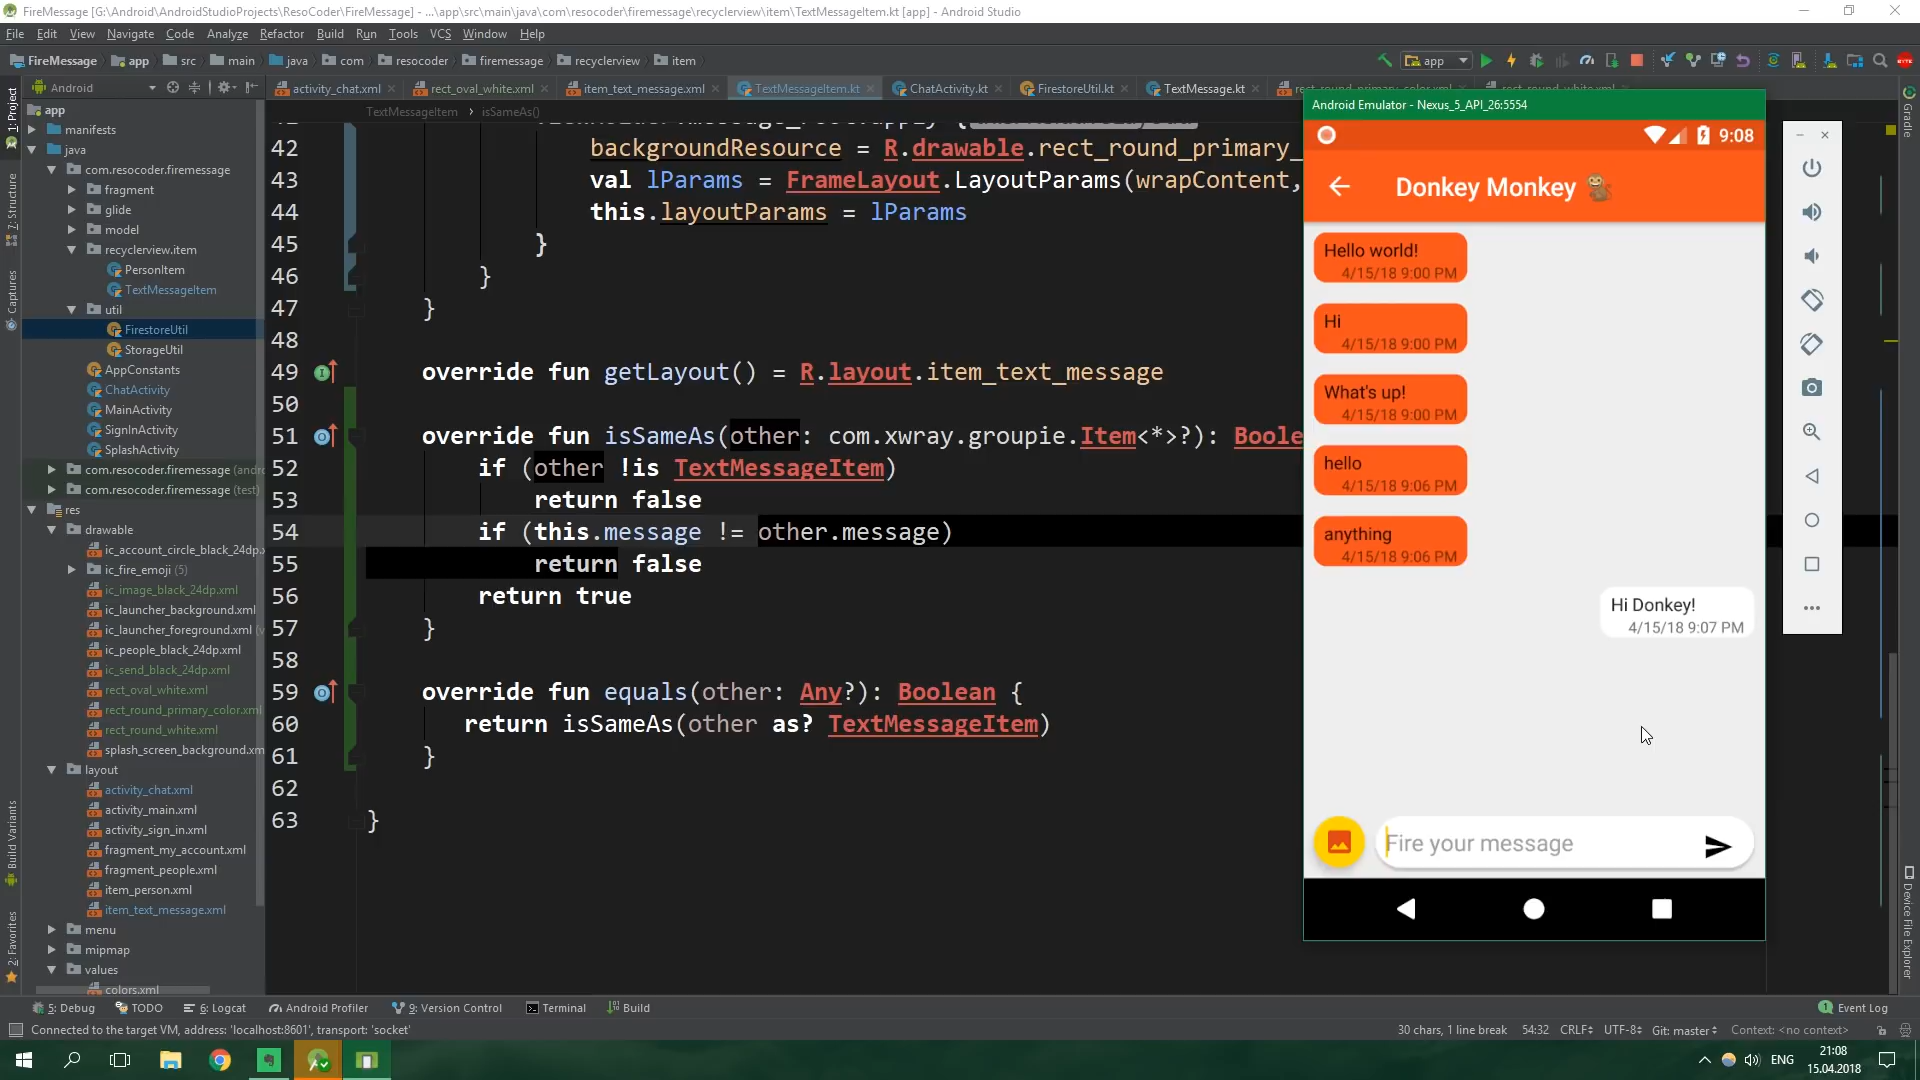 FireMessage [G:\Android\AndroidStudioProjects\ResoCoder\FireMessage] - ...\app\src\main\java\com\resocoder\firemessage\recyclerview\item\TextMessageItem.kt [app] - Android Studio
File Edit View Navigate Code Analyze Refactor Build Run Tools VCS Window Help
FireMessage app src main java com resocoder firemessage recyclerview item
app
Android
activity_chat.xml rect_oval_white.xml item_text_message.xml TextMessageItem.kt ChatActivity.kt FirestoreUtil.kt TextMessage.kt
TextMessageItem isSameAs()
1: Project
7: Structure
Captures
Build Variants
2: Favorites
app
manifests
java
com.resocoder.firemessage
fragment
glide
model
recyclerview.item
PersonItem
TextMessageItem
util
FirestoreUtil
StorageUtil
AppConstants
ChatActivity
MainActivity
SignInActivity
SplashActivity
com.resocoder.firemessage
com.resocoder.firemessage (test)
res
drawable
ic_account_circle_black_24dp.
ic_fire_emoji (5)
ic_image_black_24dp.xml
ic_launcher_background.xml
ic_launcher_foreground.xml
ic_people_black_24dp.xml
ic_send_black_24dp.xml
rect_oval_white.xml
rect_round_primary_color.xml
rect_round_white.xml
splash_screen_background.xm
layout
activity_chat.xml
activity_main.xml
activity_sign_in.xml
fragment_my_account.xml
fragment_people.xml
item_person.xml
item_text_message.xml
menu
mipmap
values
colors.xml
42 backgroundResource = R.drawable.rect_round_primary_
43 val lParams = FrameLayout.LayoutParams(wrapContent,
44 this.layoutParams = lParams
45 }
46 }
47 }
48
49 override fun getLayout() = R.layout.item_text_message
50
51 override fun isSameAs(other: com.xwray.groupie.Item<*>?): Boole
52 if (other !is TextMessageItem)
53 return false
54 if (this.message != other.message)
55 return false
56 return true
57 }
58
59 override fun equals(other: Any?): Boolean {
60 return isSameAs(other as? TextMessageItem)
61 }
62
63 }
Android Emulator - Nexus_5_API_26:5554
9:08
Donkey Monkey 🐒
Hello world!
4/15/18 9:00 PM
Hi
4/15/18 9:00 PM
What's up!
4/15/18 9:00 PM
hello
4/15/18 9:06 PM
anything
4/15/18 9:06 PM
Hi Donkey!
4/15/18 9:07 PM
Fire your message
Gradle
Device File Explorer
5: Debug TODO 6: Logcat Android Profiler 9: Version Control Terminal Build Event Log
Connected to the target VM, address: 'localhost:8601', transport: 'socket' 30 chars, 1 line break 54:32 CRLF UTF-8 Git: master Context: <no context>
ENG 21:08
15.04.2018